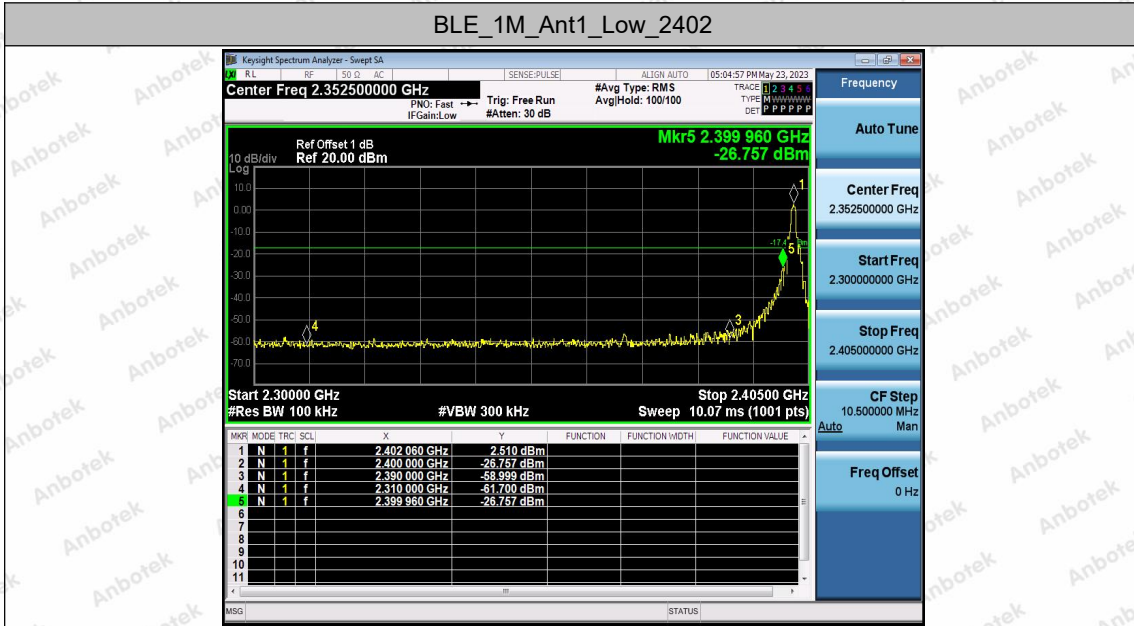 BLE_1M_Ant1_Low_2402
Keysight Spectrum Analyzer - Swept SA
RL RF 50 Ω AC SENSE:PULSE ALIGN AUTO 05:04:57 PM May 23, 2023
Center Freq 2.352500000 GHz
PNO: Fast
IFGain:Low
Trig: Free Run
#Atten: 30 dB
#Avg Type: RMS
Avg|Hold: 100/100
TRACE 1 2 3 4 5 6
TYPE M WWWWW
DET P P P P P P
Frequency
Auto Tune
Center Freq
2.352500000 GHz
Start Freq
2.300000000 GHz
Stop Freq
2.405000000 GHz
CF Step
10.500000 MHz
Auto Man
Freq Offset
0 Hz
Mkr5 2.399 960 GHz
-26.757 dBm
Ref Offset 1 dB
10 dB/div Ref 20.00 dBm
Log
10.0
0.00
-10.0
-20.0
-30.0
-40.0
-50.0
-60.0
-70.0
1
5
3
4
Start 2.30000 GHz Stop 2.40500 GHz
#Res BW 100 kHz #VBW 300 kHz Sweep 10.07 ms (1001 pts)
MKR MODE TRC SCL X Y FUNCTION FUNCTION WIDTH FUNCTION VALUE
1 N 1 f 2.402 060 GHz 2.510 dBm
2 N 1 f 2.400 000 GHz -26.757 dBm
3 N 1 f 2.390 000 GHz -58.999 dBm
4 N 1 f 2.310 000 GHz -61.700 dBm
5 N 1 f 2.399 960 GHz -26.757 dBm
6
7
8
9
10
11
MSG STATUS
Anbotek